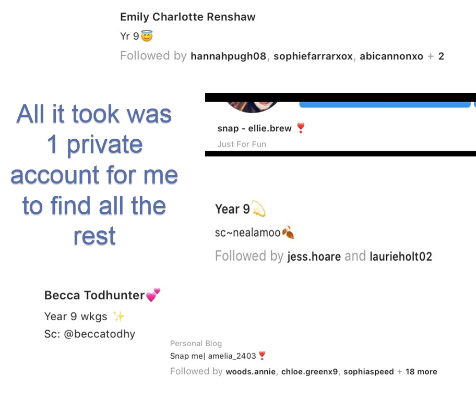 Emily Charlotte Renshaw
Yr 9😇
Followed by hannahpugh08, sophiefarrarxox, abicannonxo + 2
All it took was
1 private
account for me
to find all the
rest
snap - ellie.brew ❣️
Just For Fun
Year 9💫
sc~nealamoo🍂
Followed by jess.hoare and laurieholt02
Becca Todhunter💕
Year 9 wkgs ✨
Sc: @beccatodhy
Personal Blog
Snap me| amelia_2403❣️
Followed by woods.annie, chloe.greenx9, sophiaspeed + 18 more